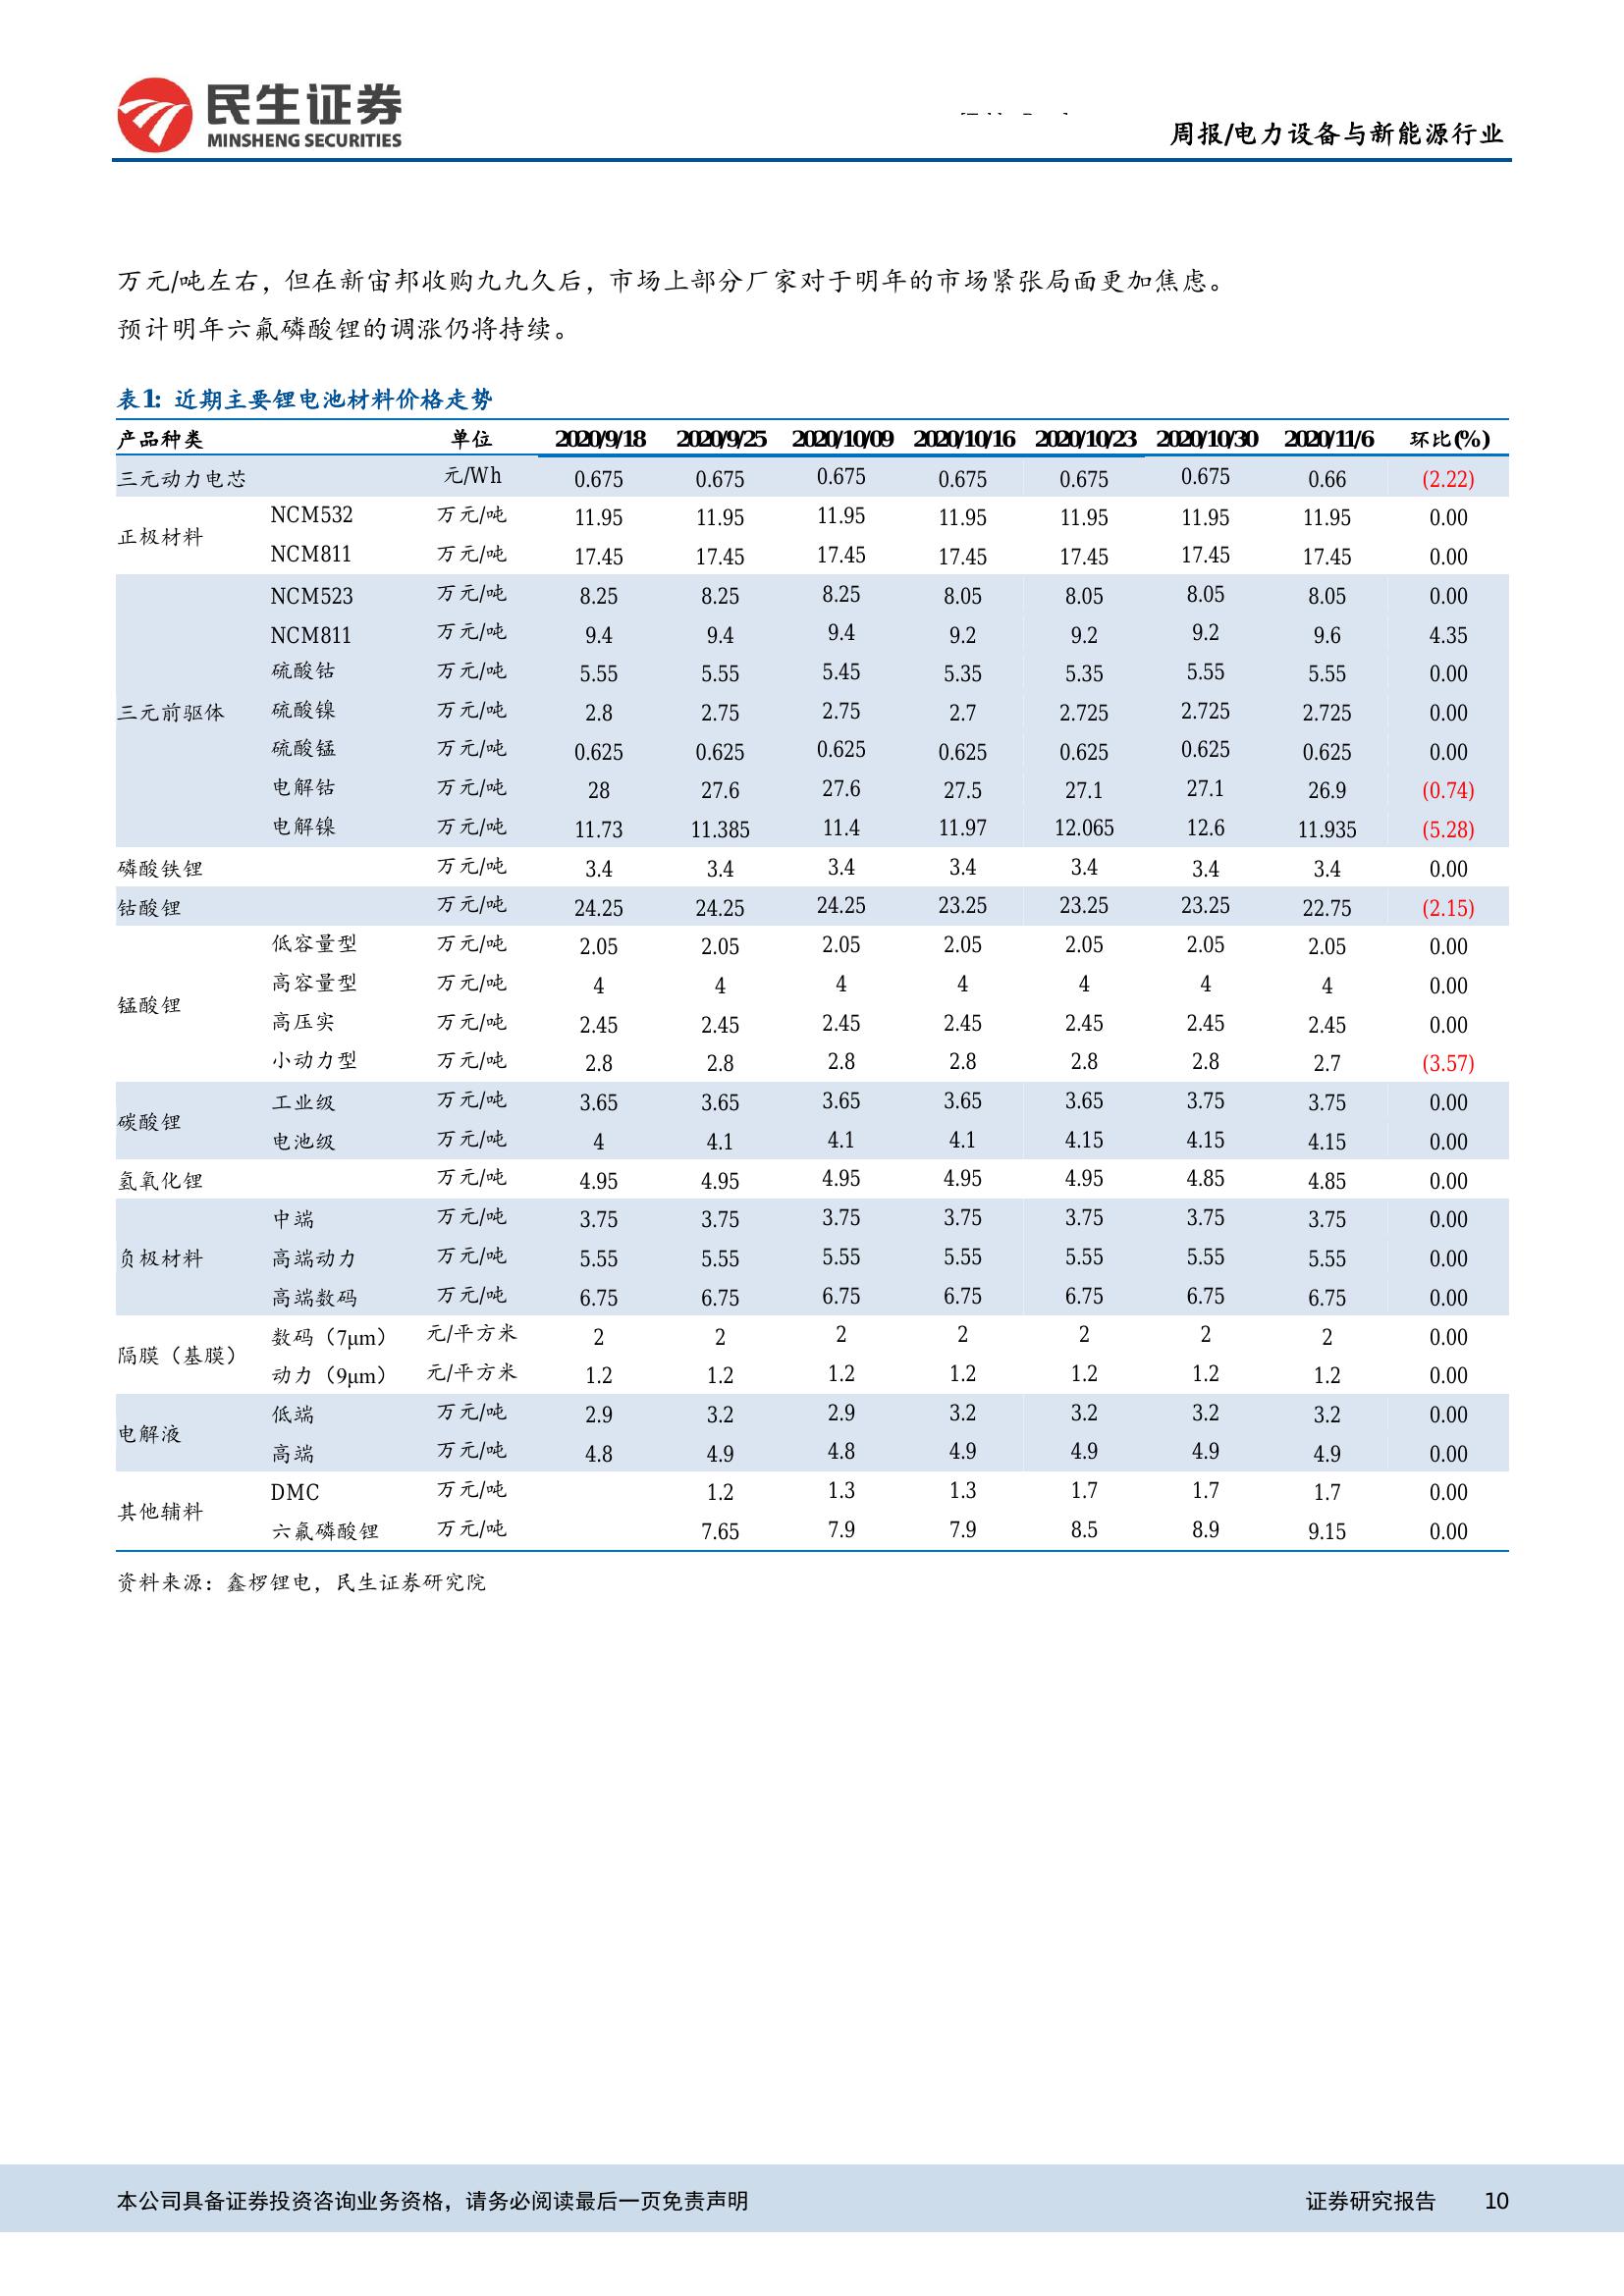 民生证券
MINSHENG SECURITIES
周报/电力设备与新能源行业
万元/吨左右，但在新宙邦收购九九久后，市场上部分厂家对于明年的市场紧张局面更加焦虑。
预计明年六氟磷酸锂的调涨仍将持续。
表1：近期主要锂电池材料价格走势
产品种类 单位 2020/9/18 2020/9/25 2020/10/09 2020/10/16 2020/10/23 2020/10/30 2020/11/6 环比(%)
三元动力电芯 元/Wh 0.675 0.675 0.675 0.675 0.675 0.675 0.66 (2.22)
正极材料 NCM532 万元/吨 11.95 11.95 11.95 11.95 11.95 11.95 11.95 0.00
NCM811 万元/吨 17.45 17.45 17.45 17.45 17.45 17.45 17.45 0.00
三元前驱体 NCM523 万元/吨 8.25 8.25 8.25 8.05 8.05 8.05 8.05 0.00
NCM811 万元/吨 9.4 9.4 9.4 9.2 9.2 9.2 9.6 4.35
硫酸钴 万元/吨 5.55 5.55 5.45 5.35 5.35 5.55 5.55 0.00
硫酸镍 万元/吨 2.8 2.75 2.75 2.7 2.725 2.725 2.725 0.00
硫酸锰 万元/吨 0.625 0.625 0.625 0.625 0.625 0.625 0.625 0.00
电解钴 万元/吨 28 27.6 27.6 27.5 27.1 27.1 26.9 (0.74)
电解镍 万元/吨 11.73 11.385 11.4 11.97 12.065 12.6 11.935 (5.28)
磷酸铁锂 万元/吨 3.4 3.4 3.4 3.4 3.4 3.4 3.4 0.00
钴酸锂 万元/吨 24.25 24.25 24.25 23.25 23.25 23.25 22.75 (2.15)
锰酸锂 低容量型 万元/吨 2.05 2.05 2.05 2.05 2.05 2.05 2.05 0.00
高容量型 万元/吨 4 4 4 4 4 4 4 0.00
高压实 万元/吨 2.45 2.45 2.45 2.45 2.45 2.45 2.45 0.00
小动力型 万元/吨 2.8 2.8 2.8 2.8 2.8 2.8 2.7 (3.57)
碳酸锂 工业级 万元/吨 3.65 3.65 3.65 3.65 3.65 3.75 3.75 0.00
电池级 万元/吨 4 4.1 4.1 4.1 4.15 4.15 4.15 0.00
氢氧化锂 万元/吨 4.95 4.95 4.95 4.95 4.95 4.85 4.85 0.00
负极材料 中端 万元/吨 3.75 3.75 3.75 3.75 3.75 3.75 3.75 0.00
高端动力 万元/吨 5.55 5.55 5.55 5.55 5.55 5.55 5.55 0.00
高端数码 万元/吨 6.75 6.75 6.75 6.75 6.75 6.75 6.75 0.00
隔膜（基膜） 数码（7μm） 元/平方米 2 2 2 2 2 2 2 0.00
动力（9μm） 元/平方米 1.2 1.2 1.2 1.2 1.2 1.2 1.2 0.00
电解液 低端 万元/吨 2.9 3.2 2.9 3.2 3.2 3.2 3.2 0.00
高端 万元/吨 4.8 4.9 4.8 4.9 4.9 4.9 4.9 0.00
其他辅料 DMC 万元/吨 1.2 1.3 1.3 1.7 1.7 1.7 0.00
六氟磷酸锂 万元/吨 7.65 7.9 7.9 8.5 8.9 9.15 0.00
资料来源：鑫椤锂电，民生证券研究院
本公司具备证券投资咨询业务资格，请务必阅读最后一页免责声明 证券研究报告 10